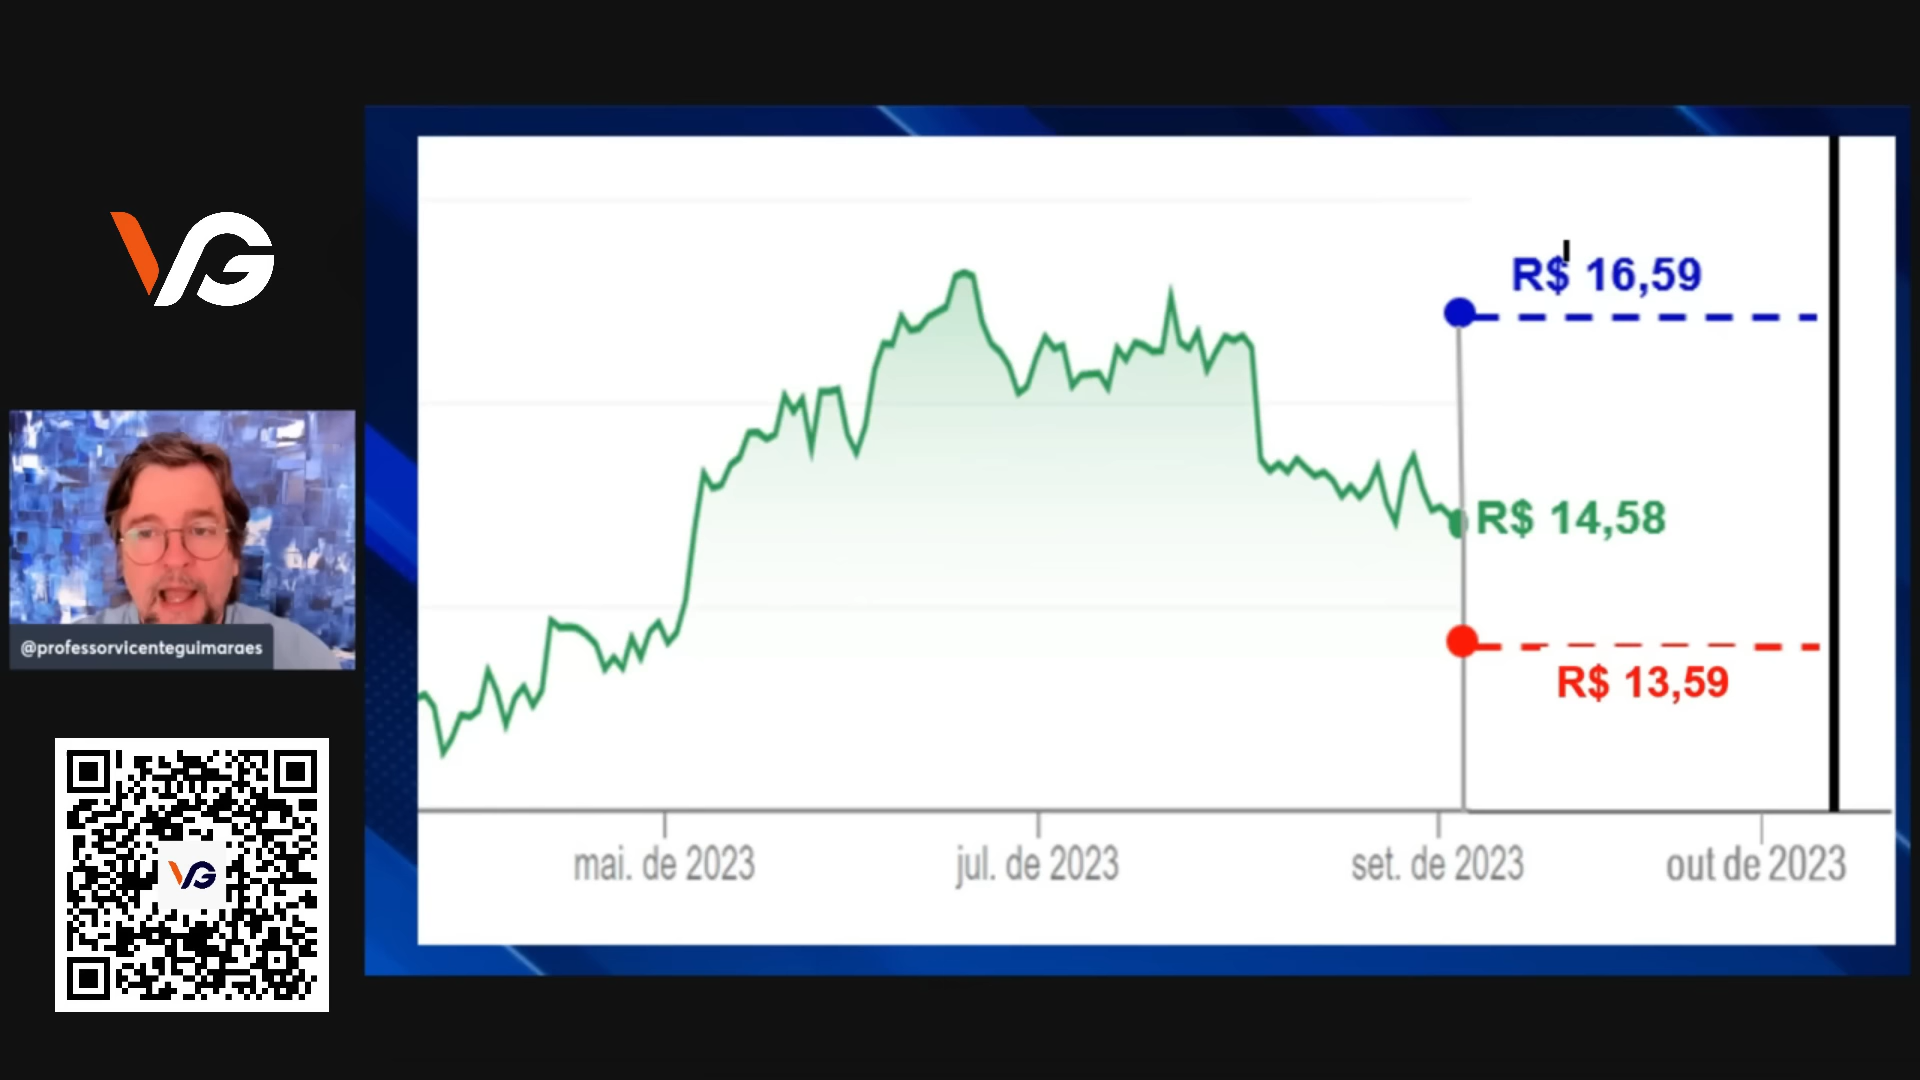 VG
@professorvicenteguimaraes
VG
R$ 16,59
R$ 14,58
R$ 13,59
mai. de 2023
jul. de 2023
set. de 2023
out de 2023